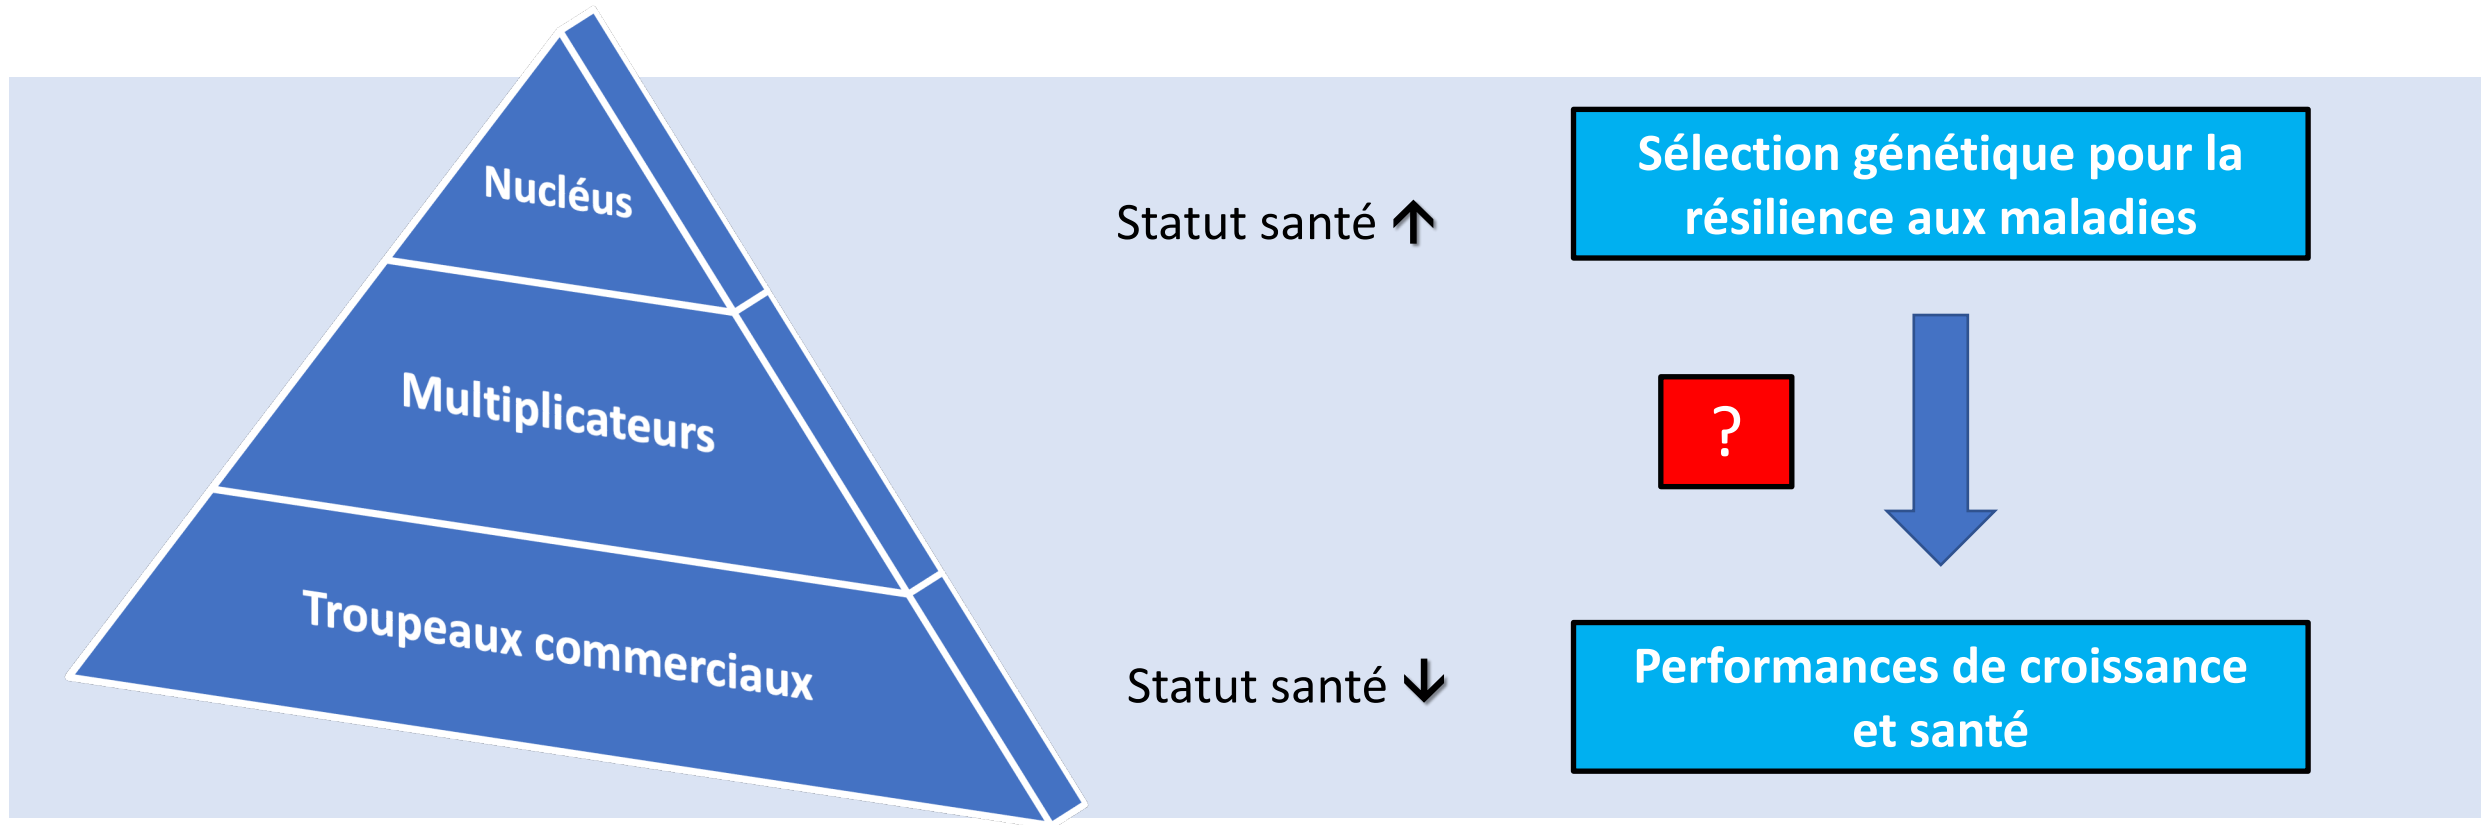 Nucléus
Multiplicateurs
Troupeaux commerciaux
Statut santé ↑
Statut santé ↓
Sélection génétique pour la
résilience aux maladies
?
Performances de croissance
et santé